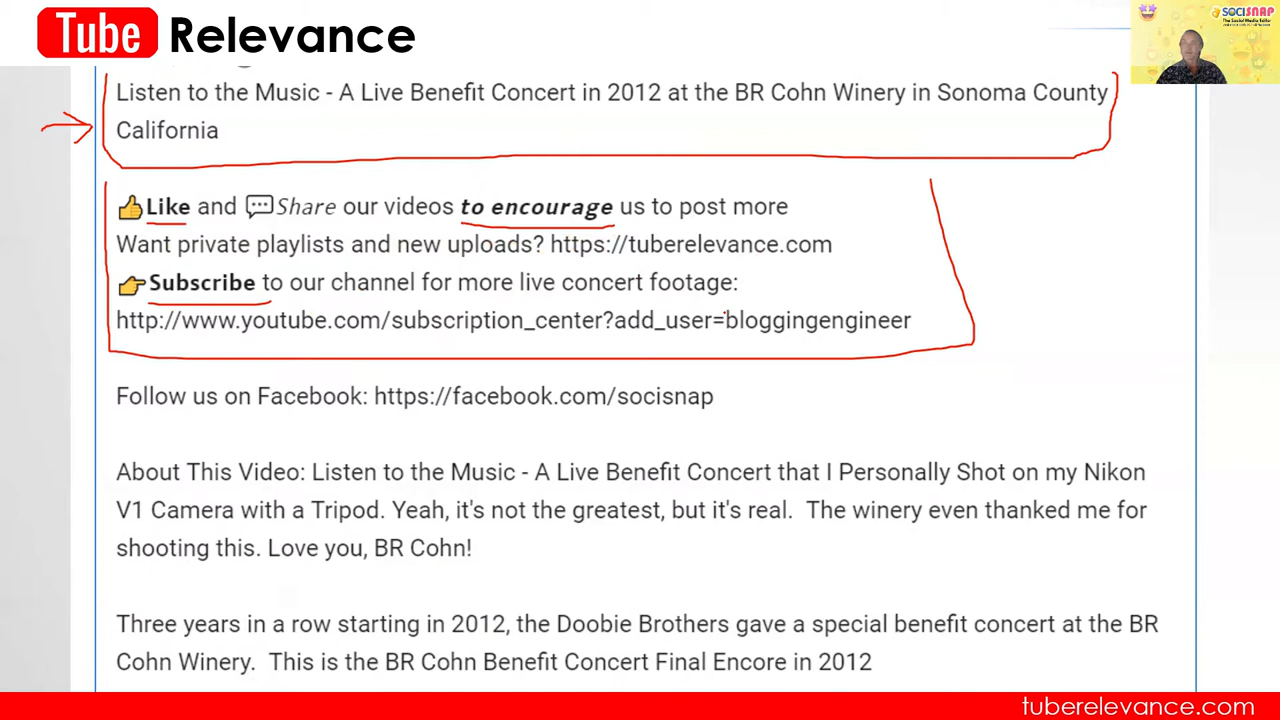 Tube Relevance
SOCISNAP
The Social Media Editor
Listen to the Music - A Live Benefit Concert in 2012 at the BR Cohn Winery in Sonoma County
California
👍Like and 💬Share our videos to encourage us to post more
Want private playlists and new uploads? https://tuberelevance.com
👉Subscribe to our channel for more live concert footage:
http://www.youtube.com/subscription_center?add_user=bloggingengineer
Follow us on Facebook: https://facebook.com/socisnap
About This Video: Listen to the Music - A Live Benefit Concert that I Personally Shot on my Nikon
V1 Camera with a Tripod. Yeah, it's not the greatest, but it's real.  The winery even thanked me for
shooting this. Love you, BR Cohn!
Three years in a row starting in 2012, the Doobie Brothers gave a special benefit concert at the BR
Cohn Winery.  This is the BR Cohn Benefit Concert Final Encore in 2012
tuberelevance.com